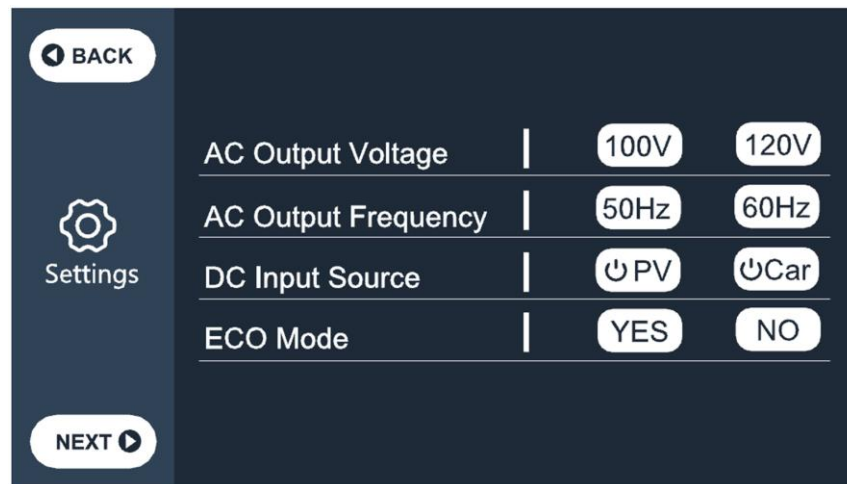 BACK
AC Output Voltage 100V 120V
AC Output Frequency 50Hz 60Hz
Settings
DC Input Source PV Car
ECO Mode YES NO
NEXT